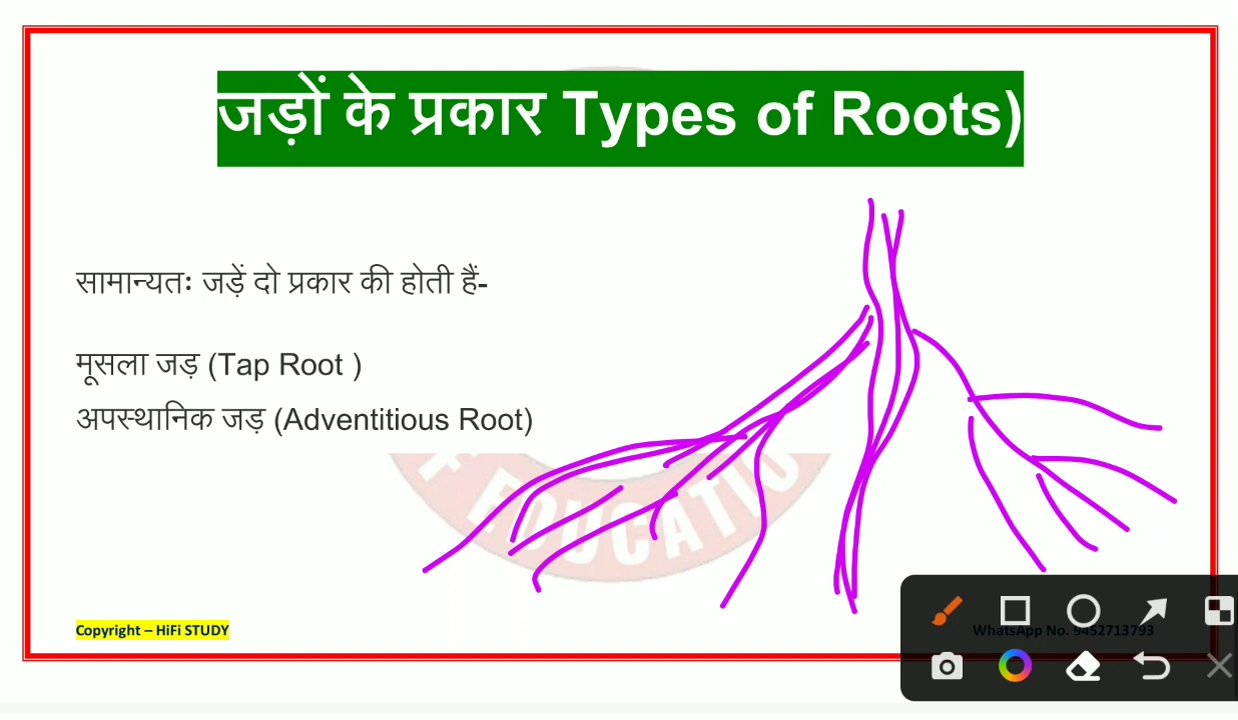 जड़ों के प्रकार Types of Roots)
सामान्यतः जड़ें दो प्रकार की होती हैं-
मूसला जड़ (Tap Root )
अपस्थानिक जड़ (Adventitious Root)
EDUCATIO
Copyright – HiFi STUDY
WhatsApp No. 9452713793